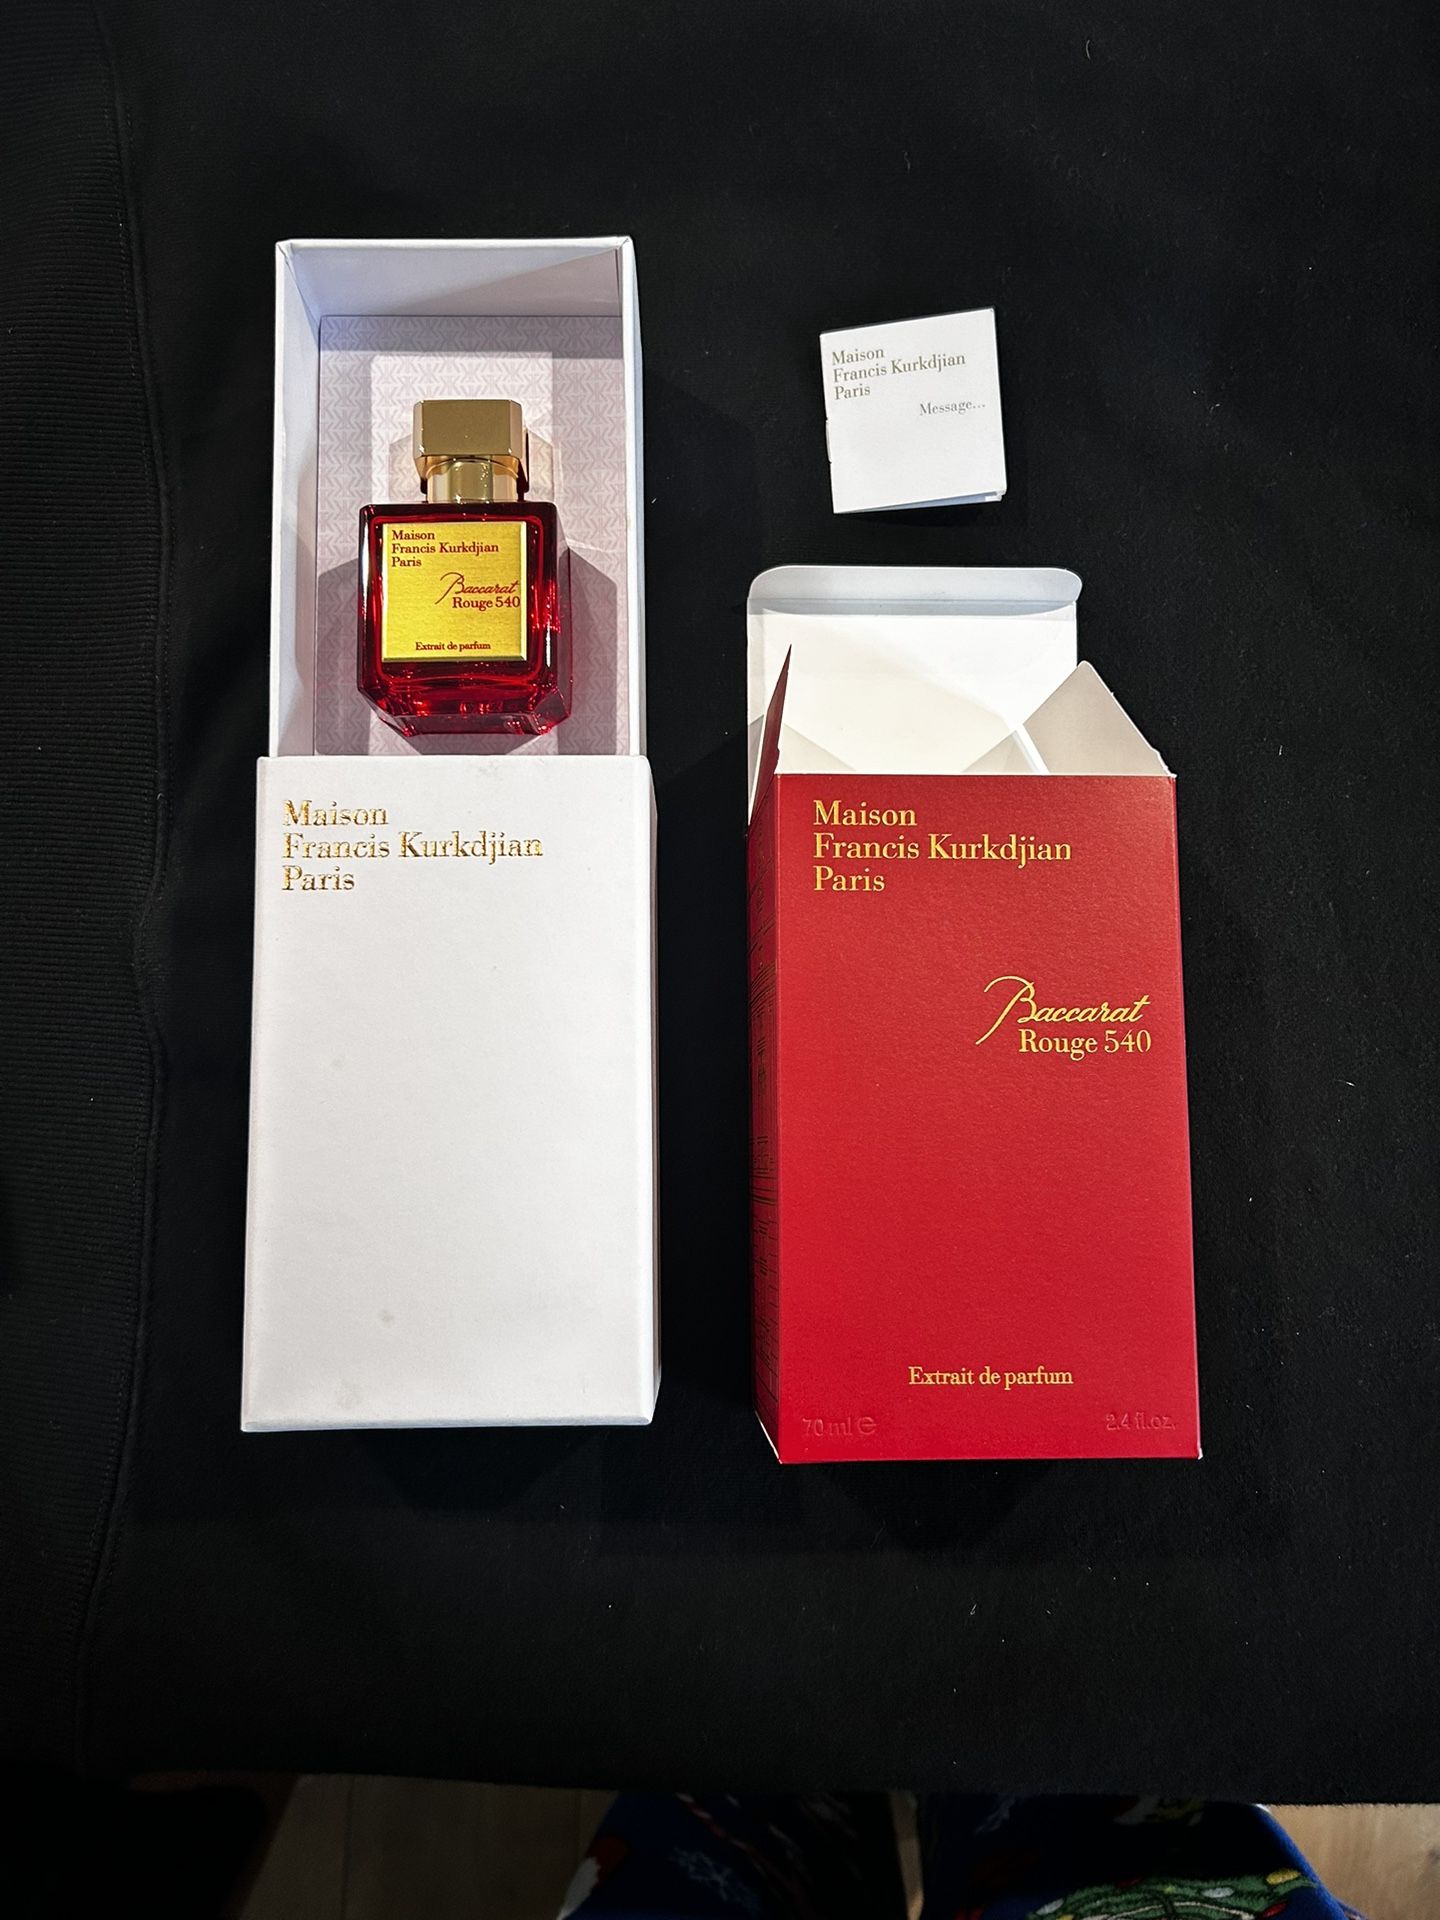 Maison
Francis Kurkdjian
Paris
Baccarat
Rouge 540
Extrait de parfum
Maison
Francis Kurkdjian
Paris
Message...
Maison
Francis Kurkdjian
Paris
Maison
Francis Kurkdjian
Paris
Baccarat
Rouge 540
Extrait de parfum
70 ml ℮
2.4 fl.oz.